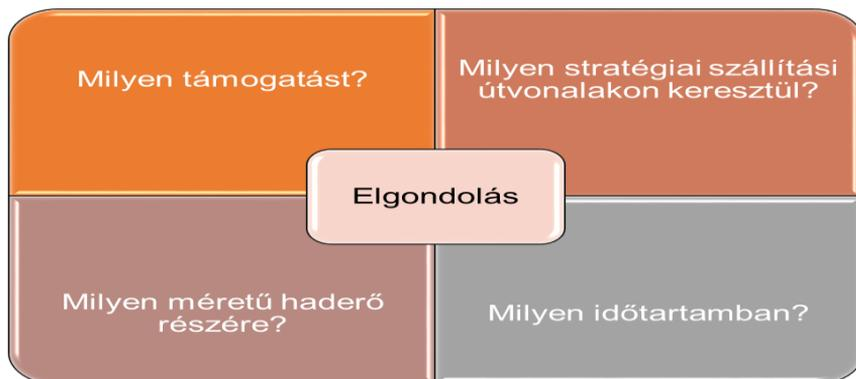 Milyen támogatást?
Milyen stratégiai szállítási
útvonalakon keresztül?
Elgondolás
Milyen méretű haderő
részére?
Milyen időtartamban?